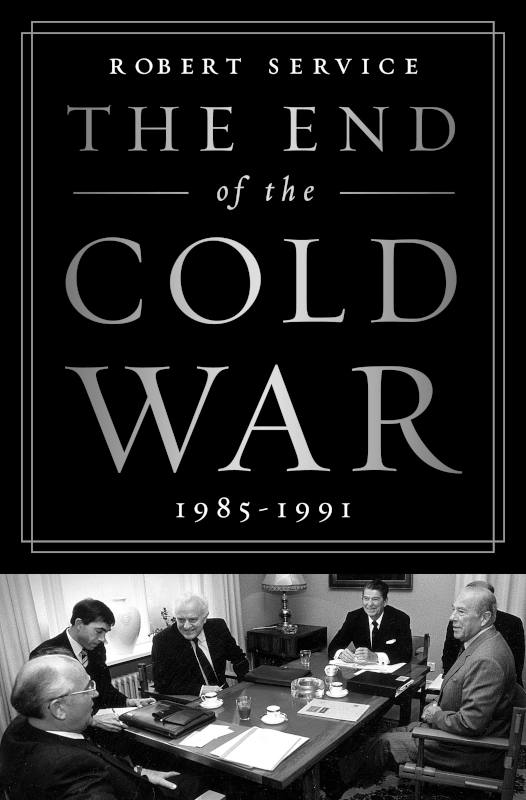 ROBERT SERVICE
THE END
of the
COLD
WAR
1985-1991